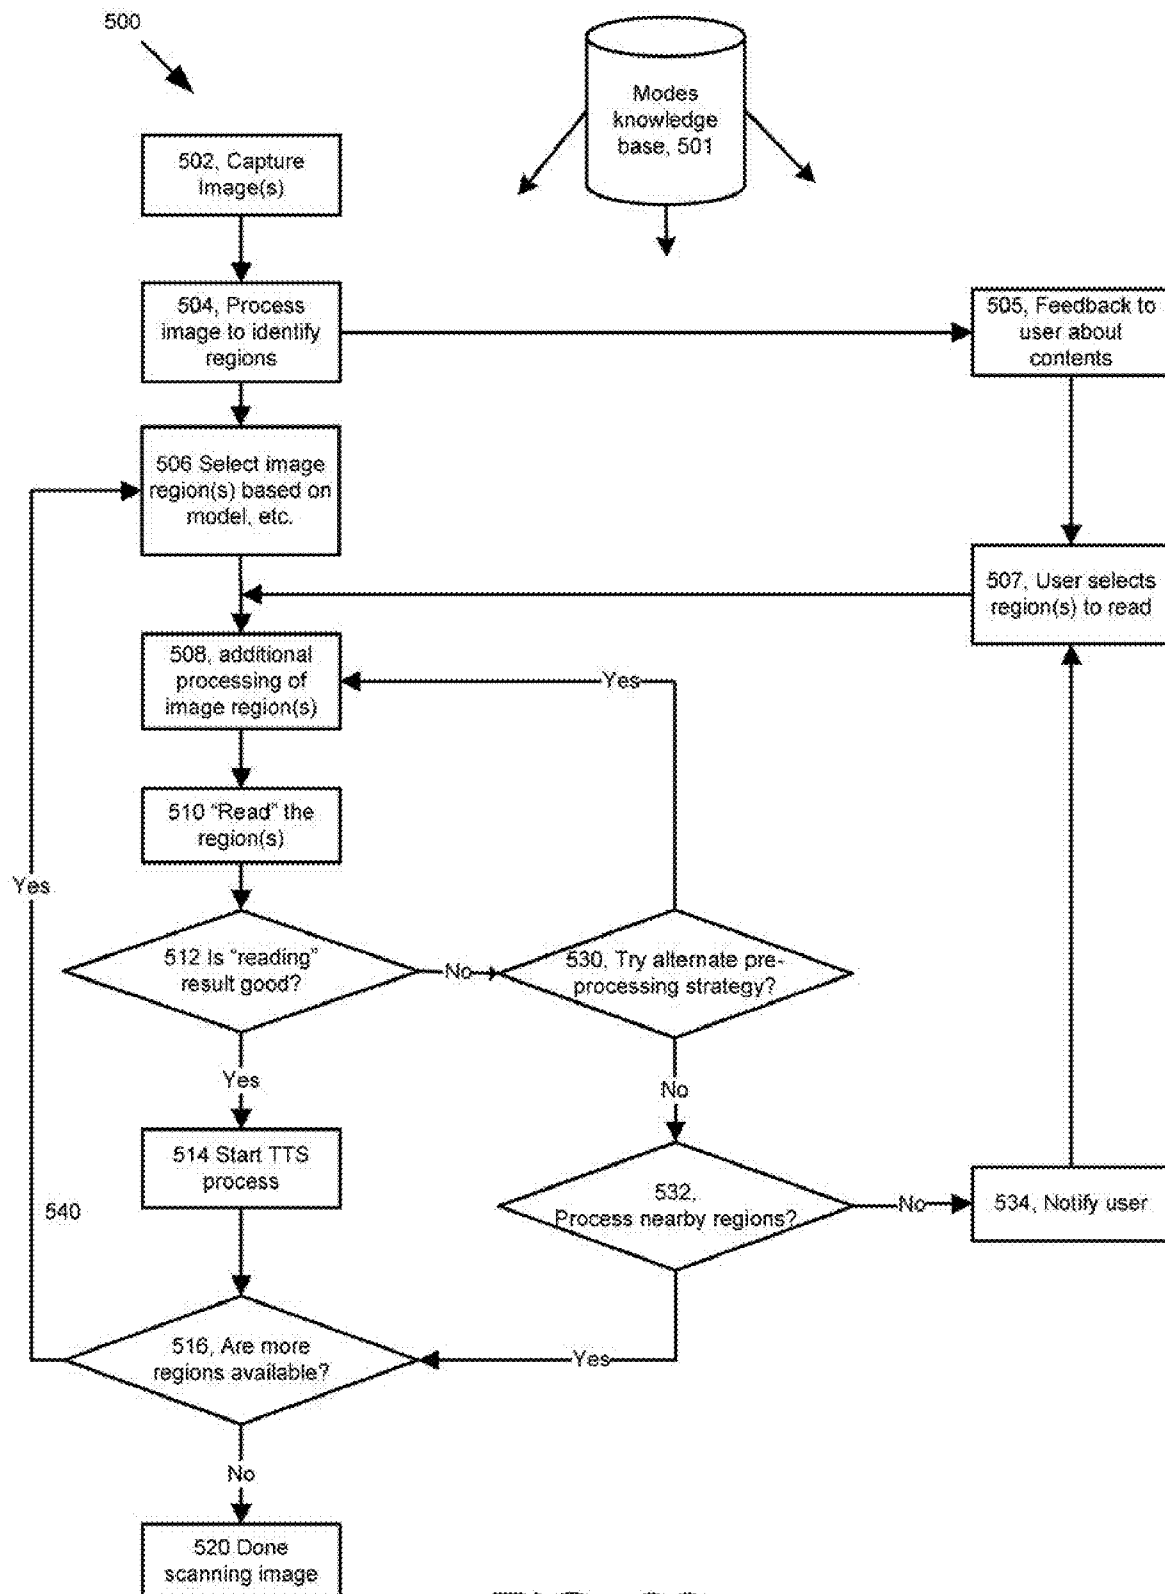 500
Modes
knowledge
base, 501
502, Capture
Image(s)
504, Process
image to identify
regions
505, Feedback to
user about
contents
506 Select image
region(s) based on
model, etc.
507, User selects
region(s) to read
508, additional
processing of
image region(s)
Yes
510 “Read” the
region(s)
Yes
512 Is “reading”
result good?
No
530, Try alternate pre-
processing strategy?
Yes
No
514 Start TTS
process
532,
Process nearby regions?
No
534, Notify user
540
516, Are more
regions available?
Yes
No
520 Done
scanning image